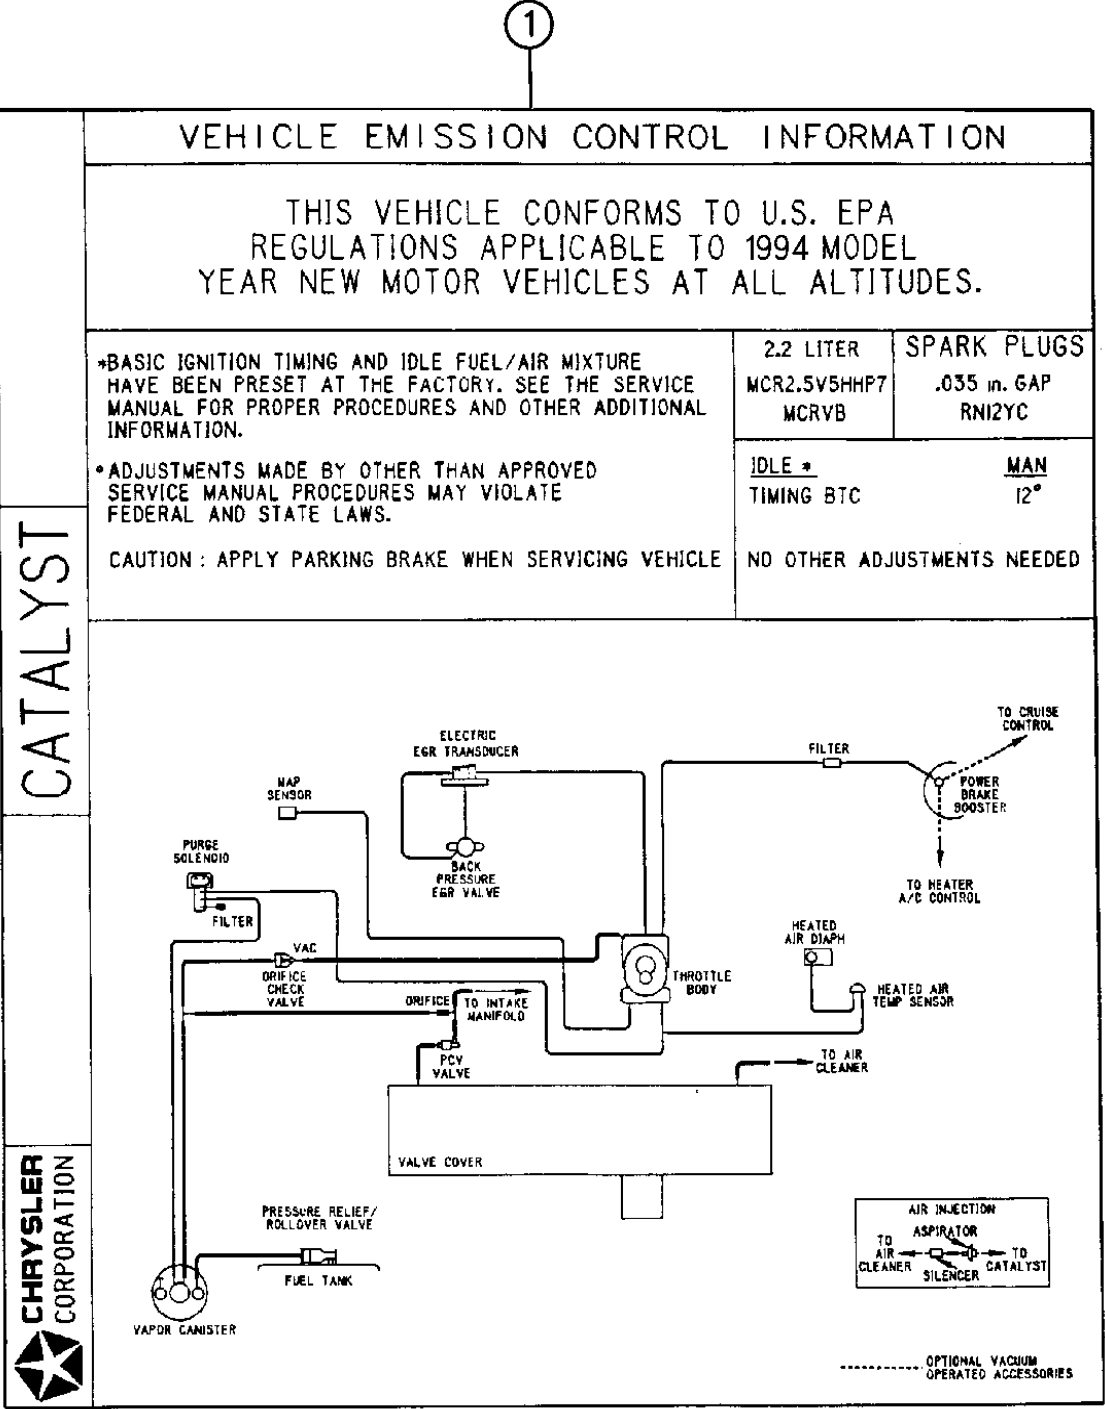 1
VEHICLE EMISSION CONTROL INFORMATION
THIS VEHICLE CONFORMS TO U.S. EPA
REGULATIONS APPLICABLE TO 1994 MODEL
YEAR NEW MOTOR VEHICLES AT ALL ALTITUDES.
*BASIC IGNITION TIMING AND IDLE FUEL/AIR MIXTURE
HAVE BEEN PRESET AT THE FACTORY. SEE THE SERVICE
MANUAL FOR PROPER PROCEDURES AND OTHER ADDITIONAL
INFORMATION.
•ADJUSTMENTS MADE BY OTHER THAN APPROVED
SERVICE MANUAL PROCEDURES MAY VIOLATE
FEDERAL AND STATE LAWS.
CAUTION : APPLY PARKING BRAKE WHEN SERVICING VEHICLE
2.2 LITER
MCR2.5V5HHP7
MCRVB
SPARK PLUGS
.035 in. GAP
RN12YC
IDLE * MAN
TIMING BTC 12°
NO OTHER ADJUSTMENTS NEEDED
CATALYST
CHRYSLER
CORPORATION
ELECTRIC
EGR TRANSDUCER
MAP
SENSOR
FILTER
TO CRUISE
CONTROL
POWER
BRAKE
BOOSTER
TO HEATER
A/C CONTROL
PURGE
SOLENOID
FILTER
BACK
PRESSURE
EGR VALVE
VAC
ORIFICE
CHECK
VALVE
ORIFICE
TO INTAKE
MANIFOLD
THROTTLE
BODY
HEATED
AIR DIAPH
HEATED AIR
TEMP SENSOR
PCV
VALVE
TO AIR
CLEANER
VALVE COVER
PRESSURE RELIEF/
ROLLOVER VALVE
FUEL TANK
VAPOR CANISTER
AIR INJECTION
ASPIRATOR
TO
AIR
CLEANER
SILENCER
TO
CATALYST
OPTIONAL VACUUM
OPERATED ACCESSORIES